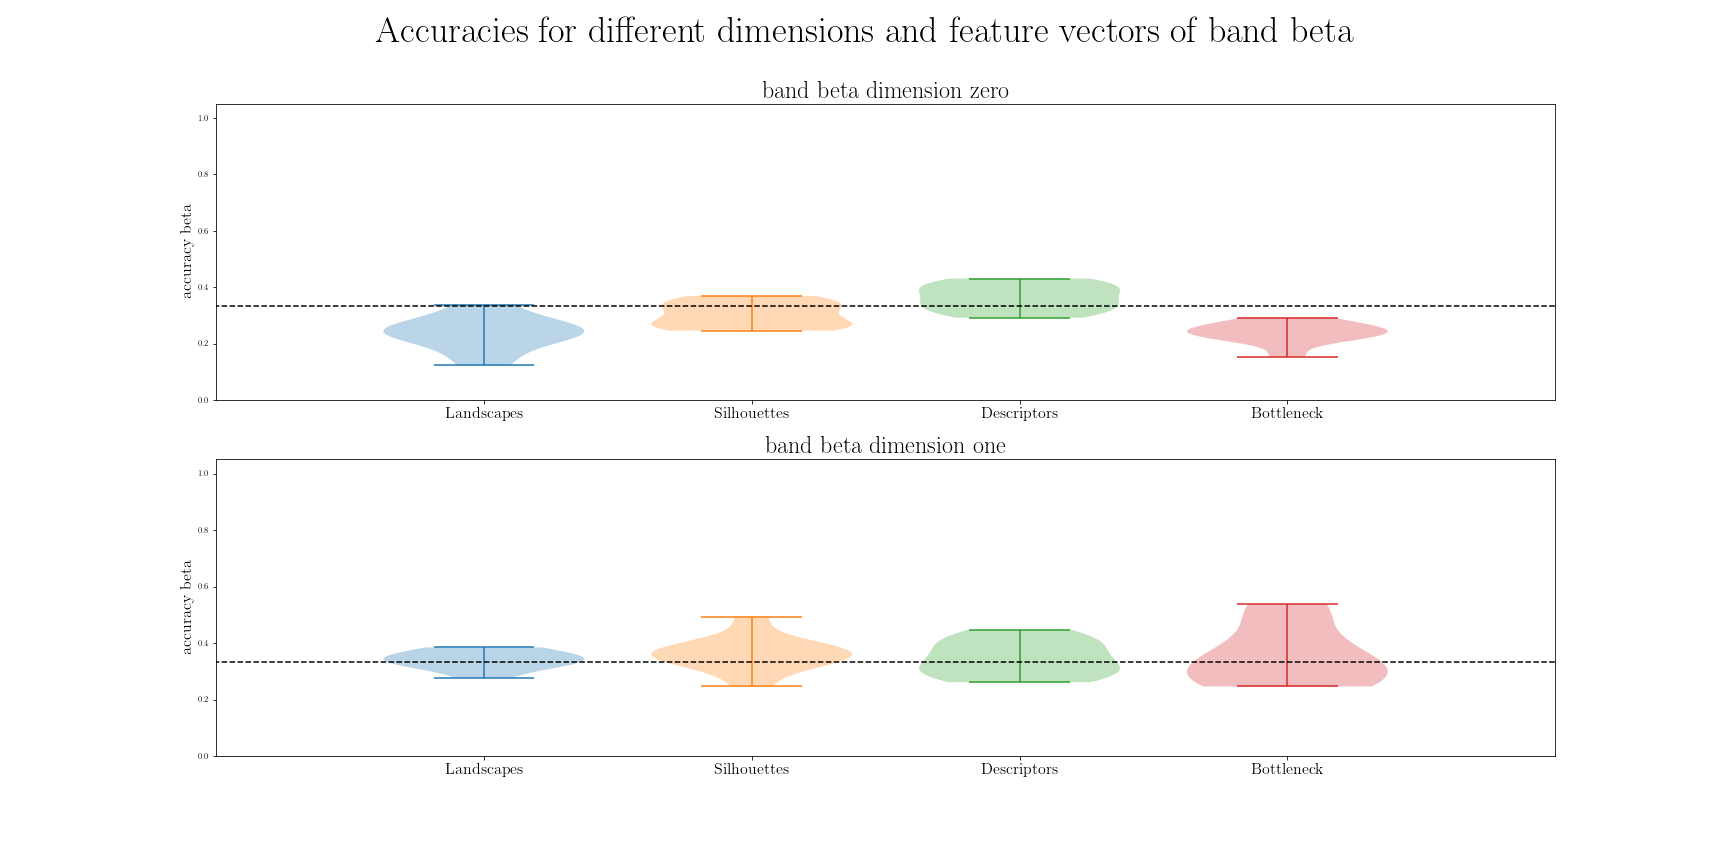 Accuracies for different dimensions and feature vectors of band beta
band beta dimension zero
1.0
0.8
0.6
0.4
0.2
0.0
accuracy beta
Landscapes Silhouettes Descriptors Bottleneck
band beta dimension one
1.0
0.8
0.6
0.4
0.2
0.0
accuracy beta
Landscapes Silhouettes Descriptors Bottleneck